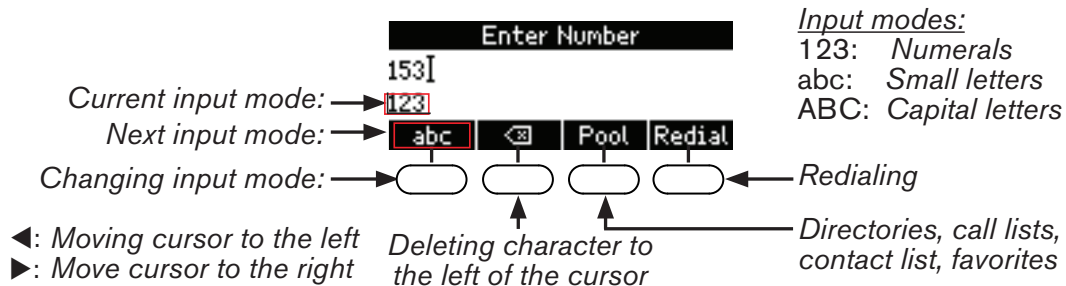 Enter Number
153
123
abc ⌫ Pool Redial
Current input mode:
Next input mode:
Changing input mode:
◀: Moving cursor to the left
▶: Move cursor to the right
Deleting character to
the left of the cursor
Input modes:
123: Numerals
abc: Small letters
ABC: Capital letters
Redialing
Directories, call lists,
contact list, favorites